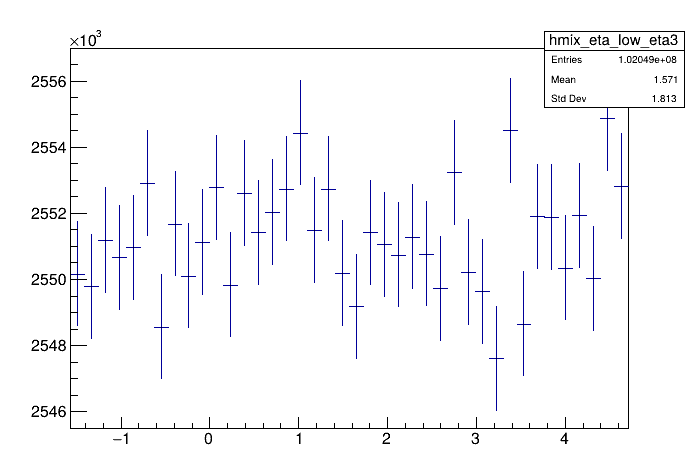 ×10³
hmix_eta_low_eta3
Entries 1.02049e+08
Mean 1.571
Std Dev 1.813
2556
2554
2552
2550
2548
2546
−1 0 1 2 3 4